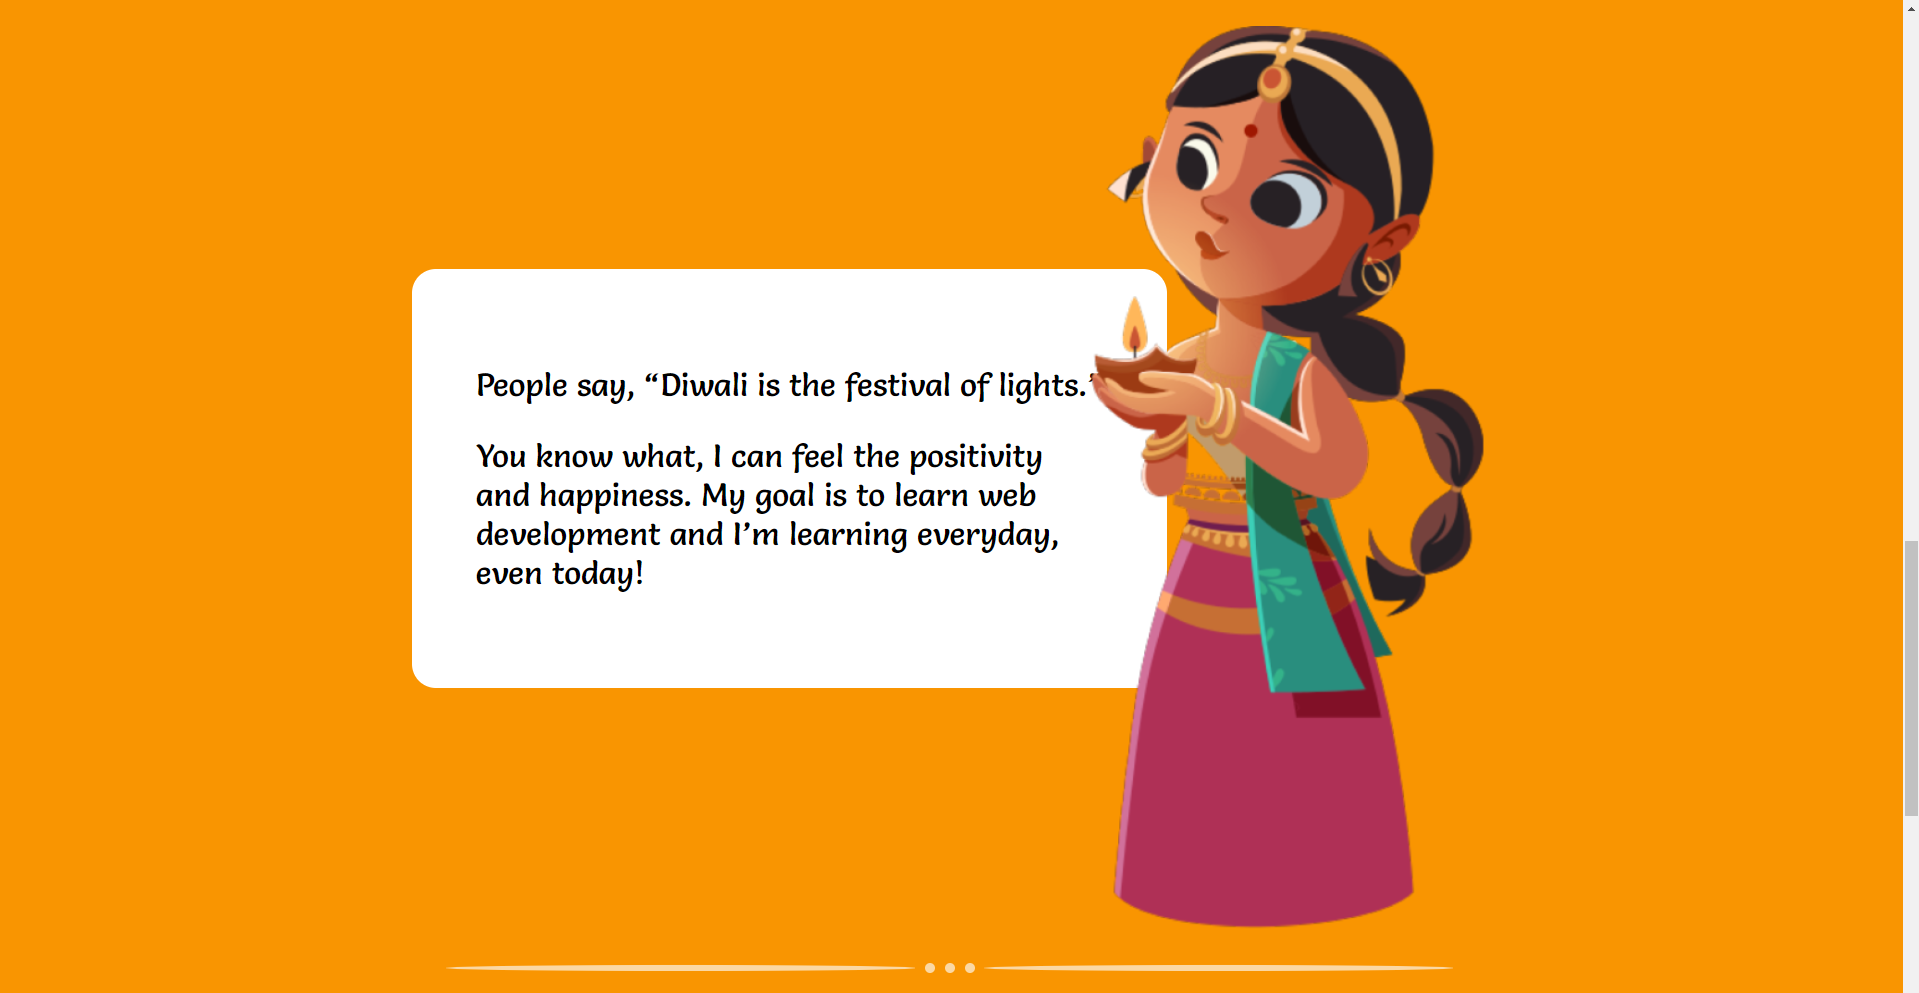 People say, “Diwali is the festival of lights.”
You know what, I can feel the positivity
and happiness. My goal is to learn web
development and I’m learning everyday,
even today!